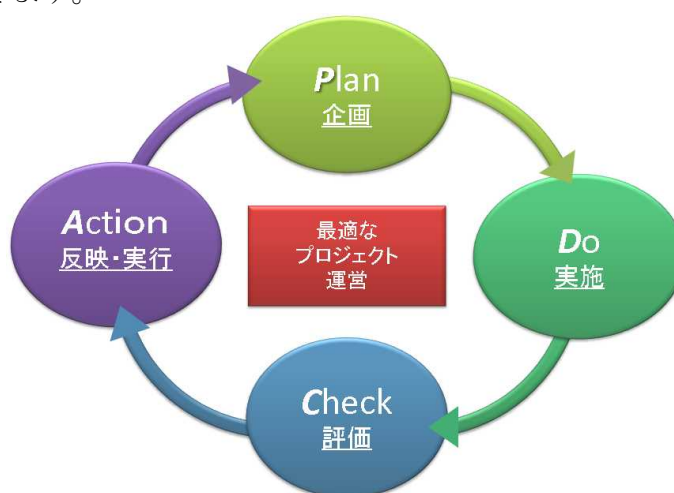 Plan
企画
Action
反映・実行
最適な
プロジェクト
運営
Do
実施
Check
評価